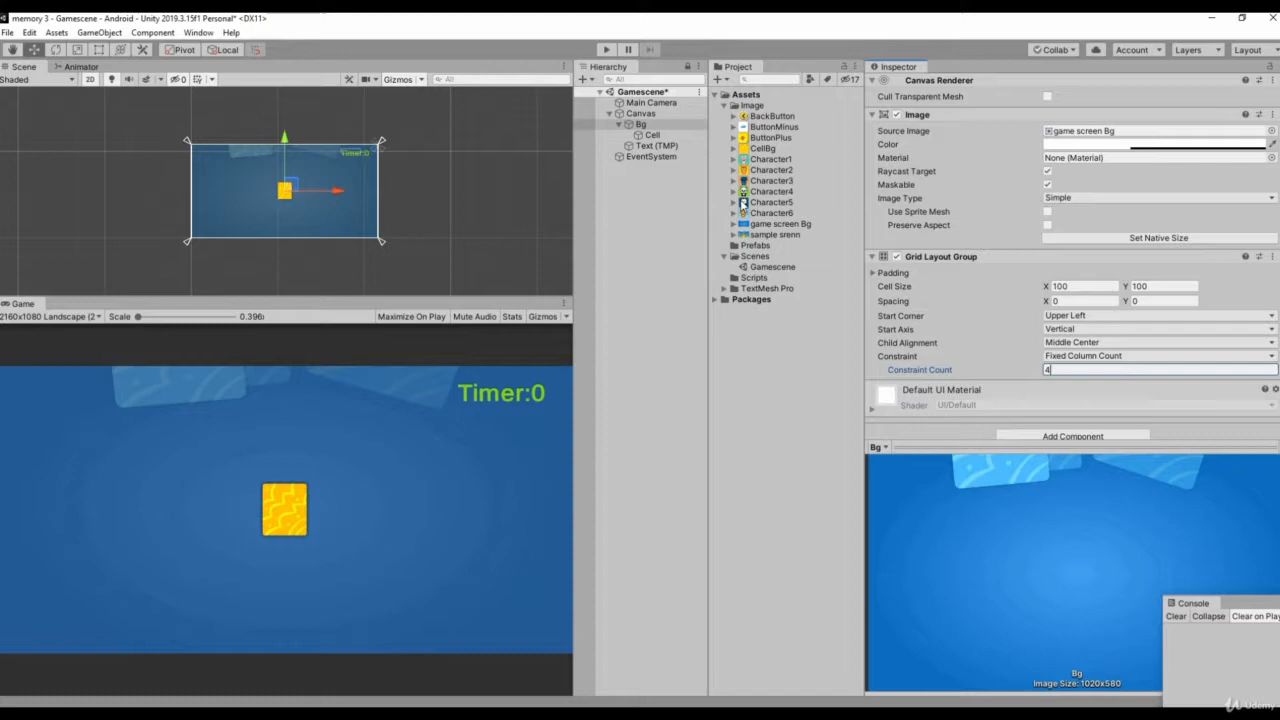 memory 3 - Gamescene - Android - Unity 2019.3.15f1 Personal* <DX11>
File Edit Assets GameObject Component Window Help
Pivot Local Collab Account Layers Layout
Scene Animator
Shaded 2D 0 Gizmos All
Game
2160x1080 Landscape (2 Scale 0.396 Maximize On Play Mute Audio Stats Gizmos
Timer:0
Timer:0
Hierarchy
All
Gamescene*
Main Camera
Canvas
Bg
Cell
Text (TMP)
EventSystem
Project
17
Assets
Image
BackButton
ButtonMinus
ButtonPlus
CellBg
Character1
Character2
Character3
Character4
Character5
Character6
game screen Bg
sample srenn
Prefabs
Scenes
Gamescene
Scripts
TextMesh Pro
Packages
Inspector
Canvas Renderer
Cull Transparent Mesh
Image
Source Image game screen Bg
Color
Material None (Material)
Raycast Target
Maskable
Image Type Simple
Use Sprite Mesh
Preserve Aspect
Set Native Size
Grid Layout Group
Padding
Cell Size X 100 Y 100
Spacing X 0 Y 0
Start Corner Upper Left
Start Axis Vertical
Child Alignment Middle Center
Constraint Fixed Column Count
Constraint Count 4
Default UI Material
Shader UI/Default
Add Component
Bg
Bg
Image Size: 1020x580
Console
Clear Collapse Clear on Play
Udemy